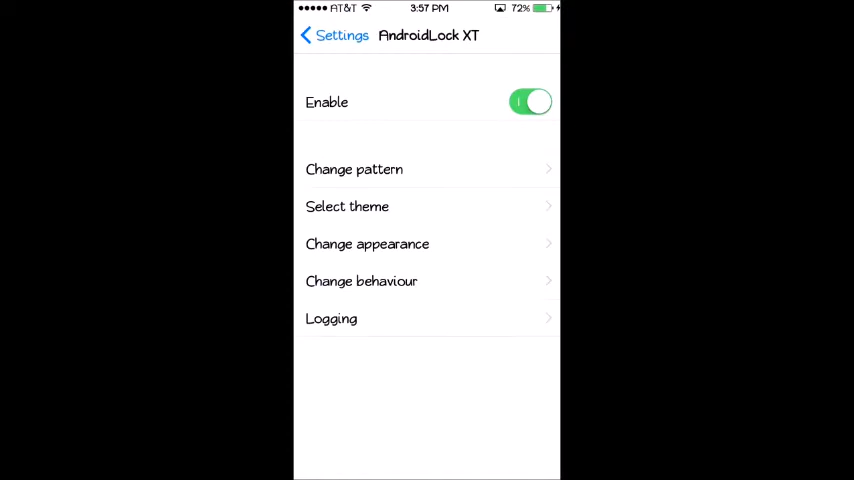 AT&T 3:57 PM 72%
Settings AndroidLock XT
Enable
Change pattern
Select theme
Change appearance
Change behaviour
Logging